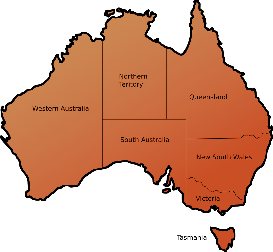 Northern
Territory
Queensland
Western Australia
South Australia
New South Wales
Victoria
Tasmania